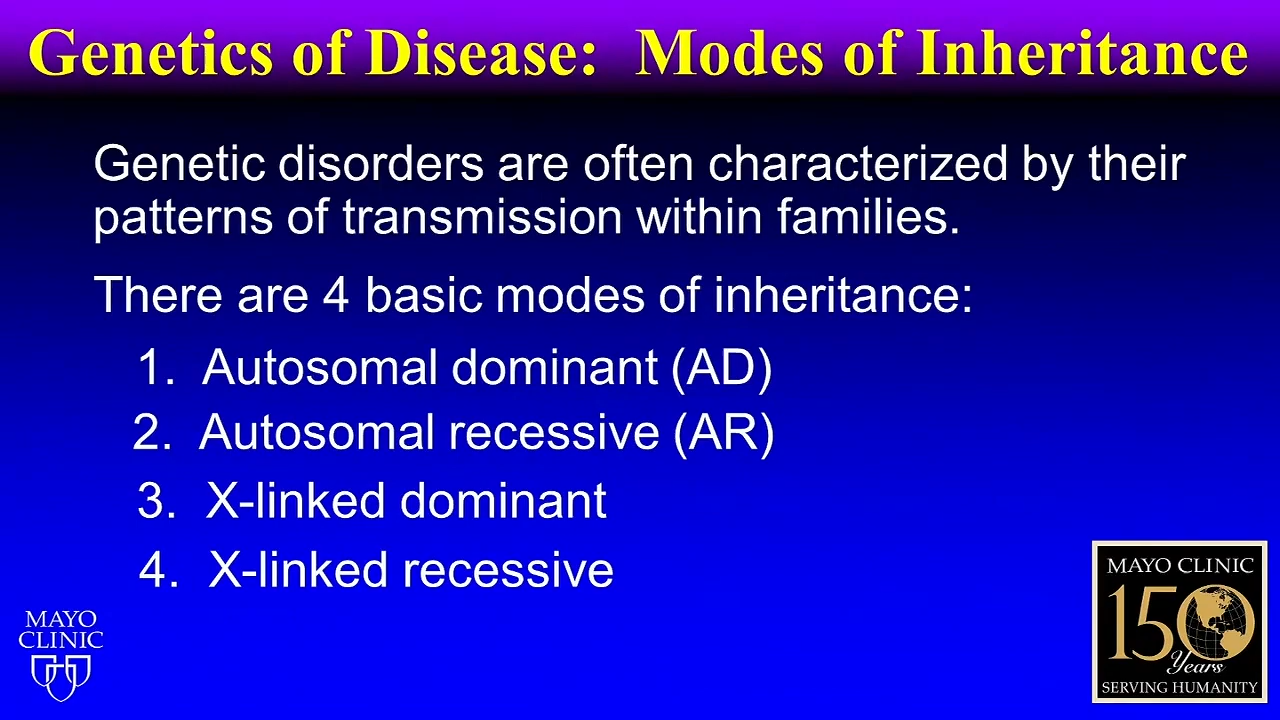 Genetics of Disease: Modes of Inheritance
Genetic disorders are often characterized by their
patterns of transmission within families.
There are 4 basic modes of inheritance:
1. Autosomal dominant (AD)
2. Autosomal recessive (AR)
3. X-linked dominant
4. X-linked recessive
MAYO
CLINIC
MAYO CLINIC
150
Years
SERVING HUMANITY